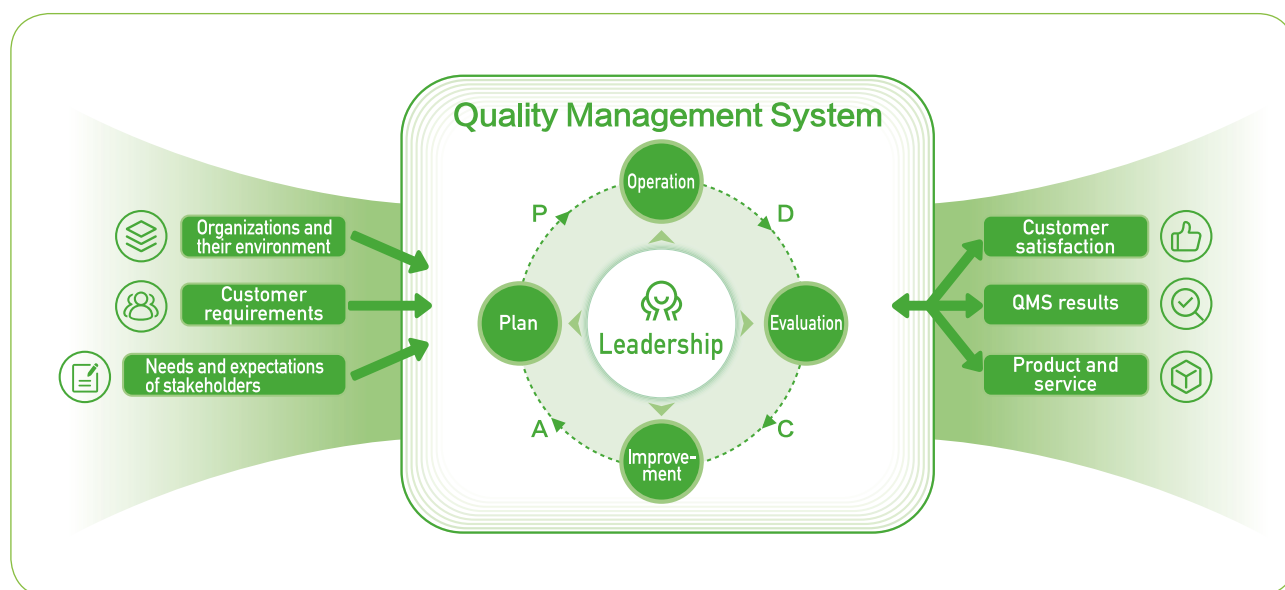 Quality Management System
Organizations and
their environment
Customer
requirements
Needs and expectations
of stakeholders
Operation
P
D
Plan
Leadership
Evaluation
A
C
Improve-
ment
Customer
satisfaction
QMS results
Product and
service